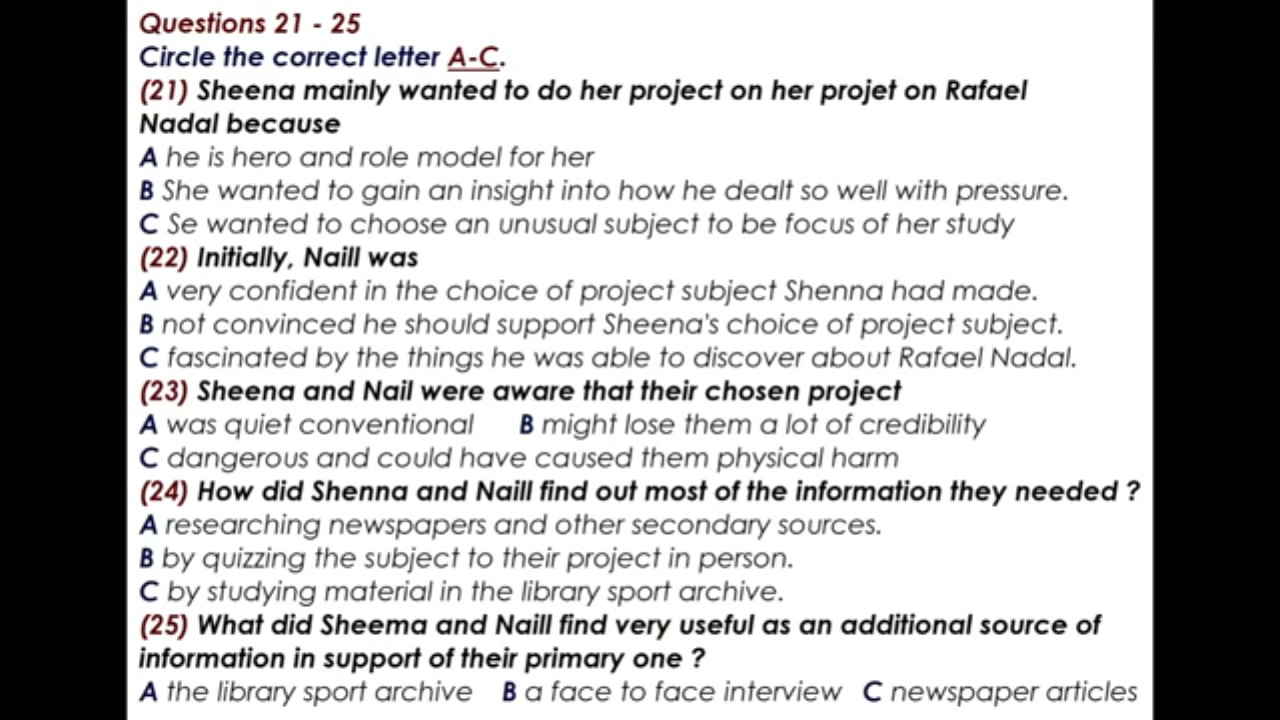 Questions 21 - 25
Circle the correct letter A-C.
(21) Sheena mainly wanted to do her project on her projet on Rafael
Nadal because
A he is hero and role model for her
B She wanted to gain an insight into how he dealt so well with pressure.
C Se wanted to choose an unusual subject to be focus of her study
(22) Initially, Naill was
A very confident in the choice of project subject Shenna had made.
B not convinced he should support Sheena's choice of project subject.
C fascinated by the things he was able to discover about Rafael Nadal.
(23) Sheena and Nail were aware that their chosen project
A was quiet conventional B might lose them a lot of credibility
C dangerous and could have caused them physical harm
(24) How did Shenna and Naill find out most of the information they needed ?
A researching newspapers and other secondary sources.
B by quizzing the subject to their project in person.
C by studying material in the library sport archive.
(25) What did Sheema and Naill find very useful as an additional source of
information in support of their primary one ?
A the library sport archive B a face to face interview C newspaper articles